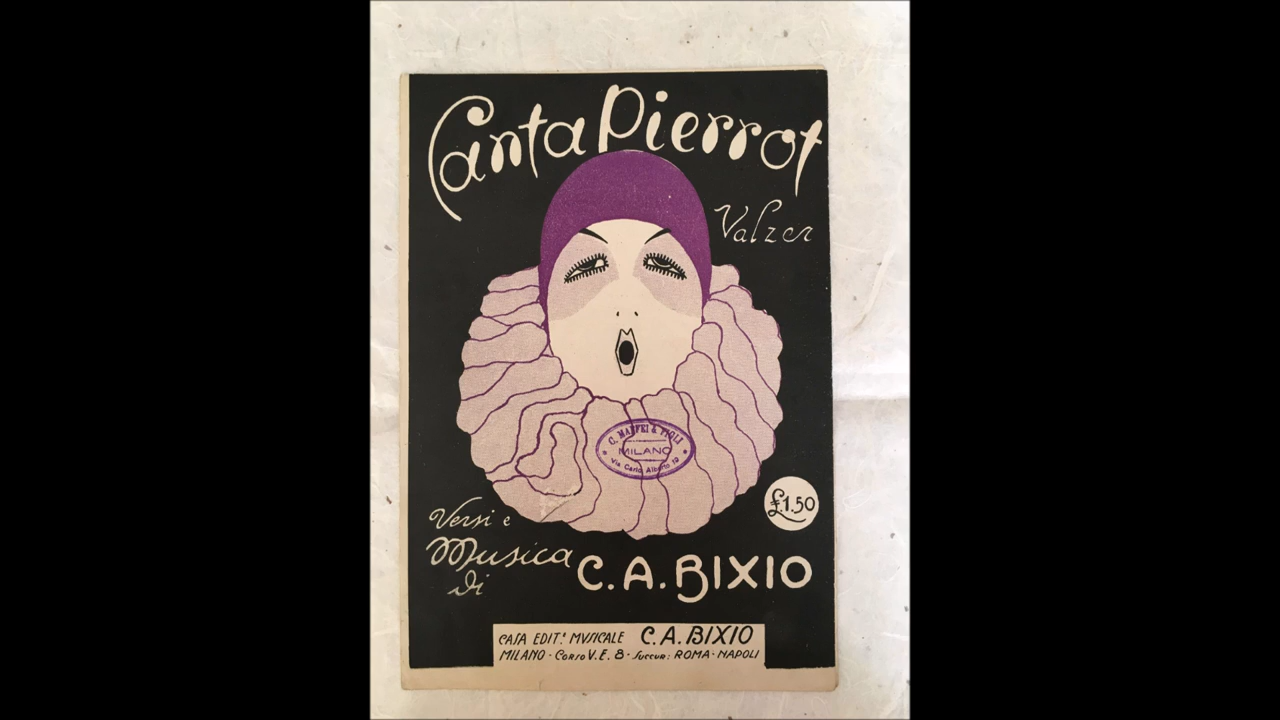 Canta Pierrot
Valzer
C. MAFFEI & FIGLI
MILANO
Via Carlo Alberto 19
£1.50
Versi e
Musica
di
C. A. BIXIO
CASA EDIT.ᴬ MUSICALE C. A. BIXIO
MILANO - CORSO V. E. 8 - SUCCUR: ROMA - NAPOLI